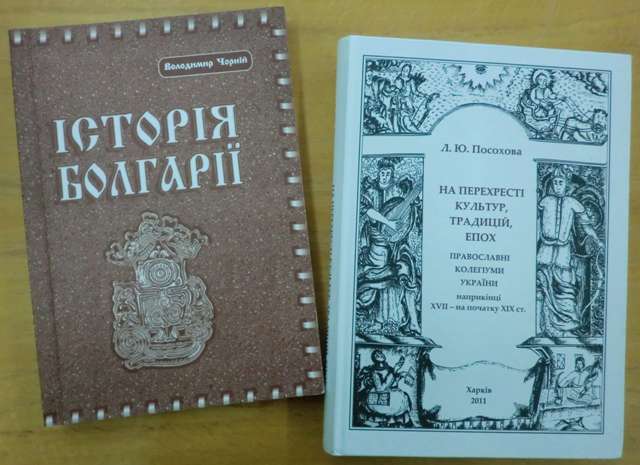 Володимир Чорній
ІСТОРІЯ
БОЛГАРІЇ
Л. Ю. Посохова
НА ПЕРЕХРЕСТІ
КУЛЬТУР,
ТРАДИЦІЙ,
ЕПОХ
ПРАВОСЛАВНІ
КОЛЕГІУМИ
УКРАЇНИ
наприкінці
XVII – на початку XIX ст.
Харків
2011